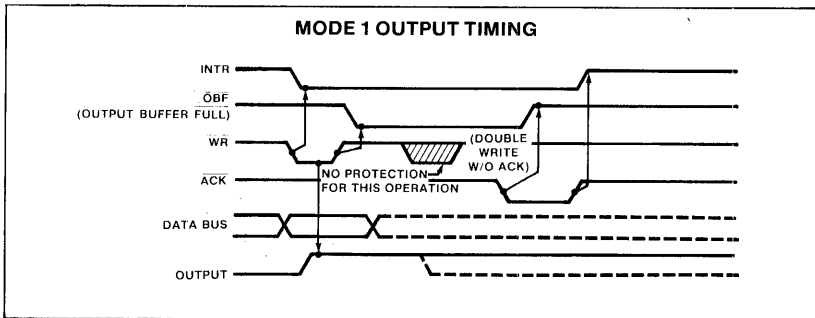 MODE 1 OUTPUT TIMING
INTR
OBF
(OUTPUT BUFFER FULL)
WR
(DOUBLE
WRITE
W/O ACK)
NO PROTECTION
FOR THIS OPERATION
ACK
DATA BUS
OUTPUT